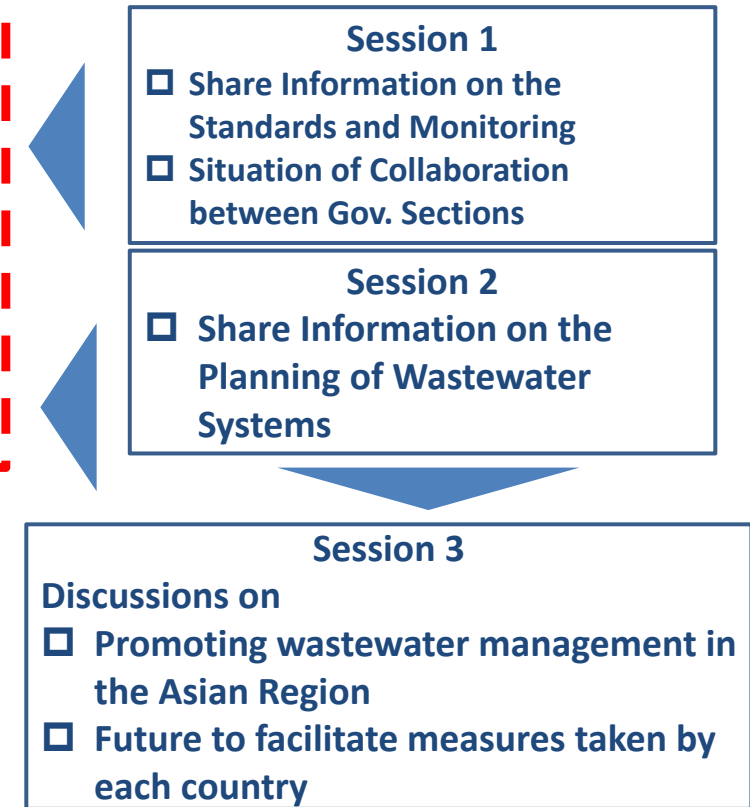 Session 1
☐ Share Information on the
Standards and Monitoring
☐ Situation of Collaboration
between Gov. Sections
Session 2
☐ Share Information on the
Planning of Wastewater
Systems
Session 3
Discussions on
☐ Promoting wastewater management in
the Asian Region
☐ Future to facilitate measures taken by
each country